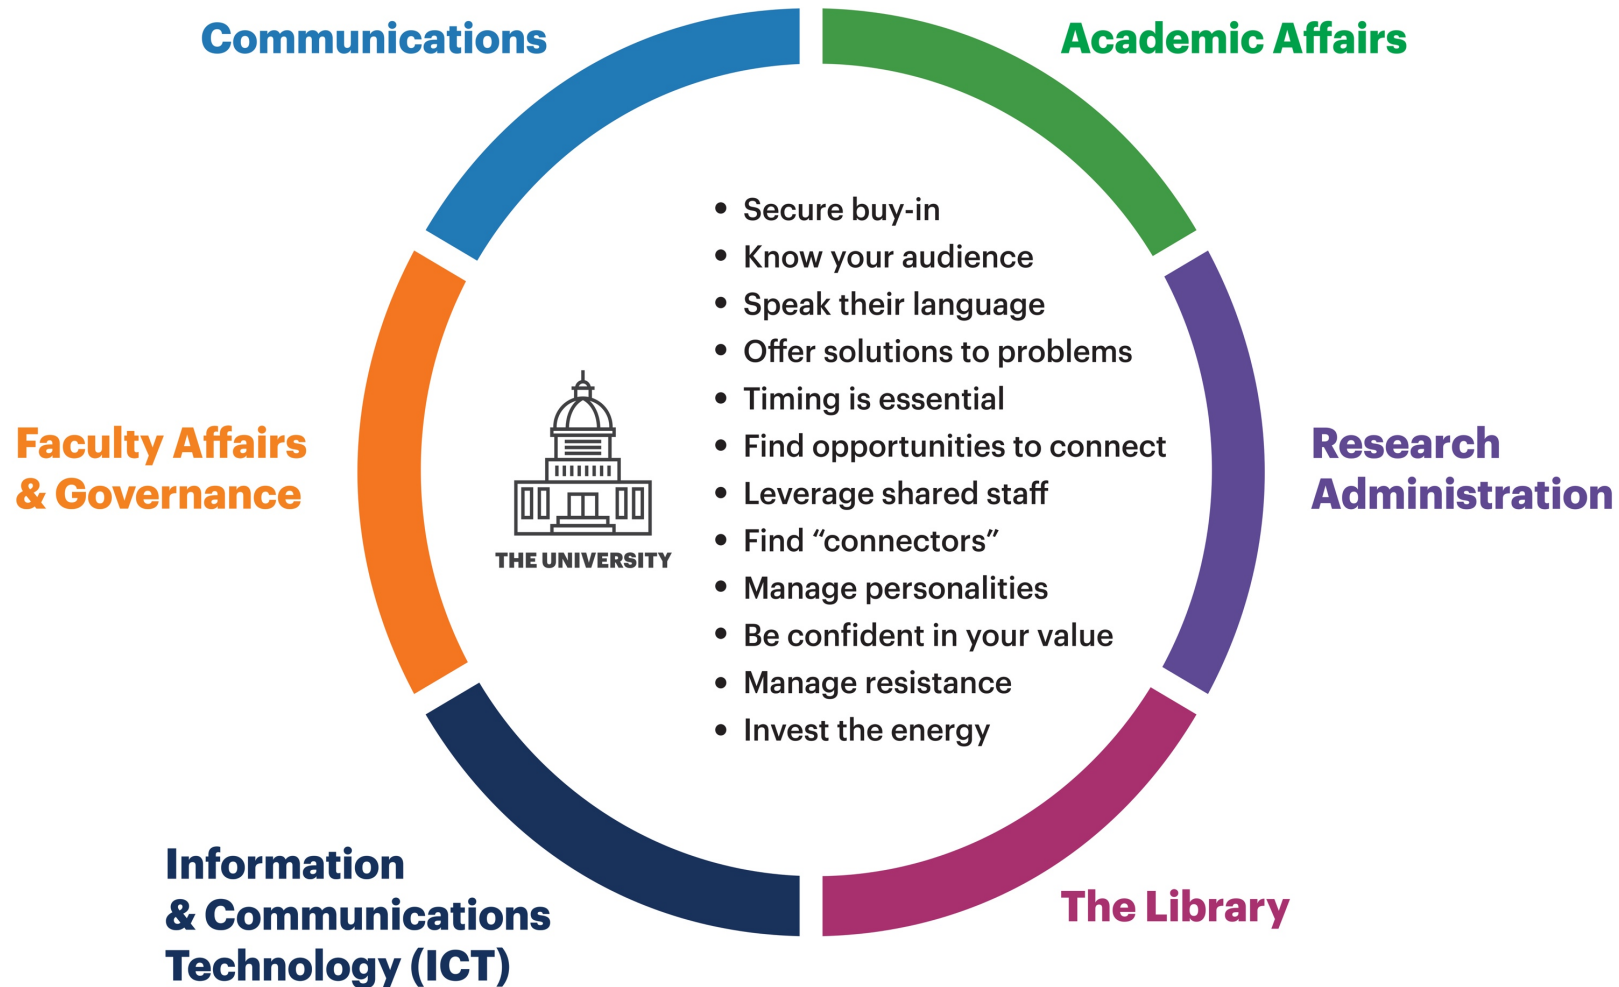 Communications
Academic Affairs
• Secure buy-in
• Know your audience
• Speak their language
• Offer solutions to problems
• Timing is essential
• Find opportunities to connect
• Leverage shared staff
• Find “connectors”
• Manage personalities
• Be confident in your value
• Manage resistance
• Invest the energy
THE UNIVERSITY
Faculty Affairs
& Governance
Research
Administration
Information
& Communications
Technology (ICT)
The Library